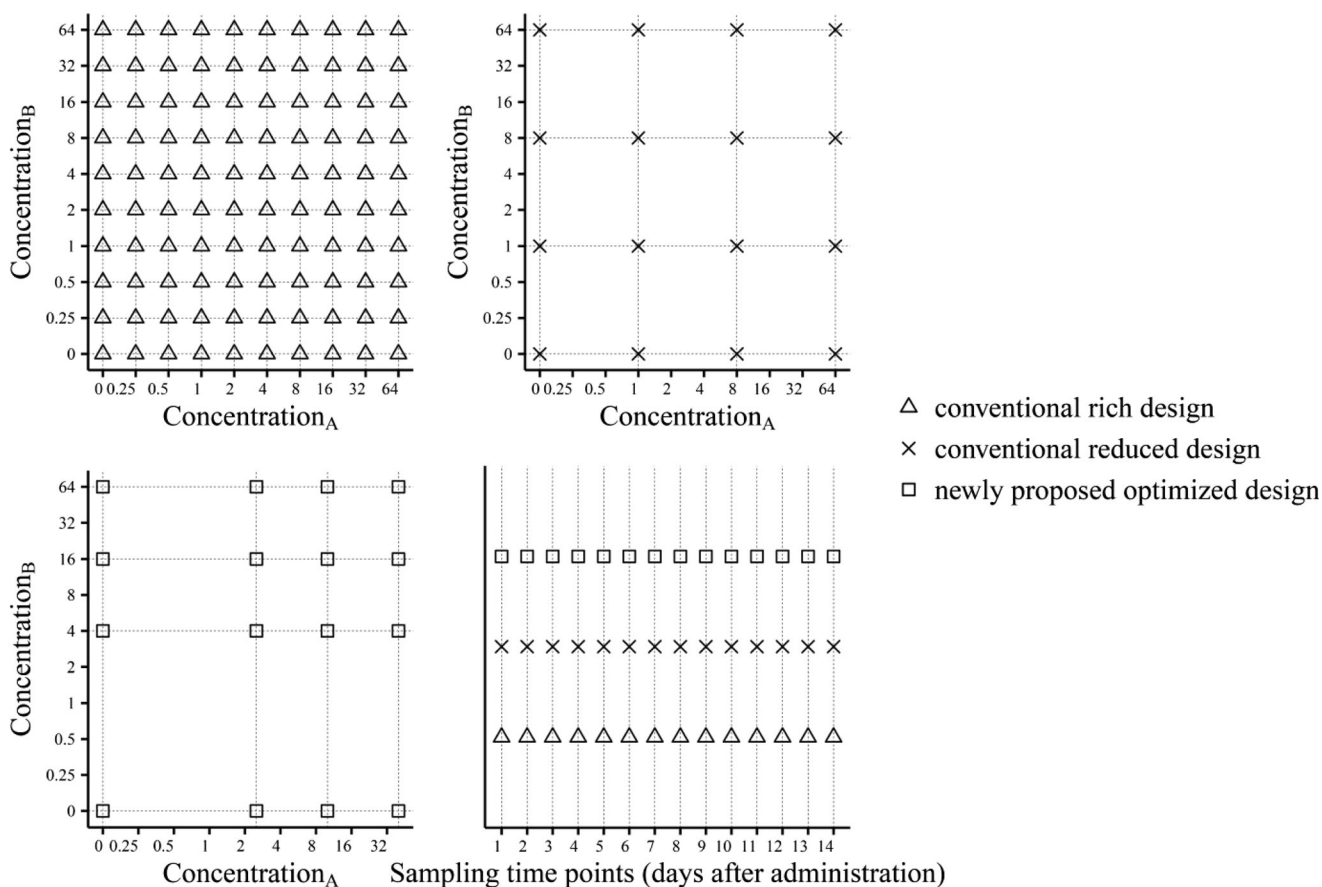 64
32
16
8
4
2
1
0.5
0.25
0
Concentration_B
0 0.25 0.5 1 2 4 8 16 32 64
Concentration_A
64
32
16
8
4
2
1
0.5
0.25
0
Concentration_B
0 0.25 0.5 1 2 4 8 16 32 64
Concentration_A
conventional rich design
conventional reduced design
newly proposed optimized design
64
32
16
8
4
2
1
0.5
0.25
0
Concentration_B
0 0.25 0.5 1 2 4 8 16 32
Concentration_A
1 2 3 4 5 6 7 8 9 10 11 12 13 14
Sampling time points (days after administration)